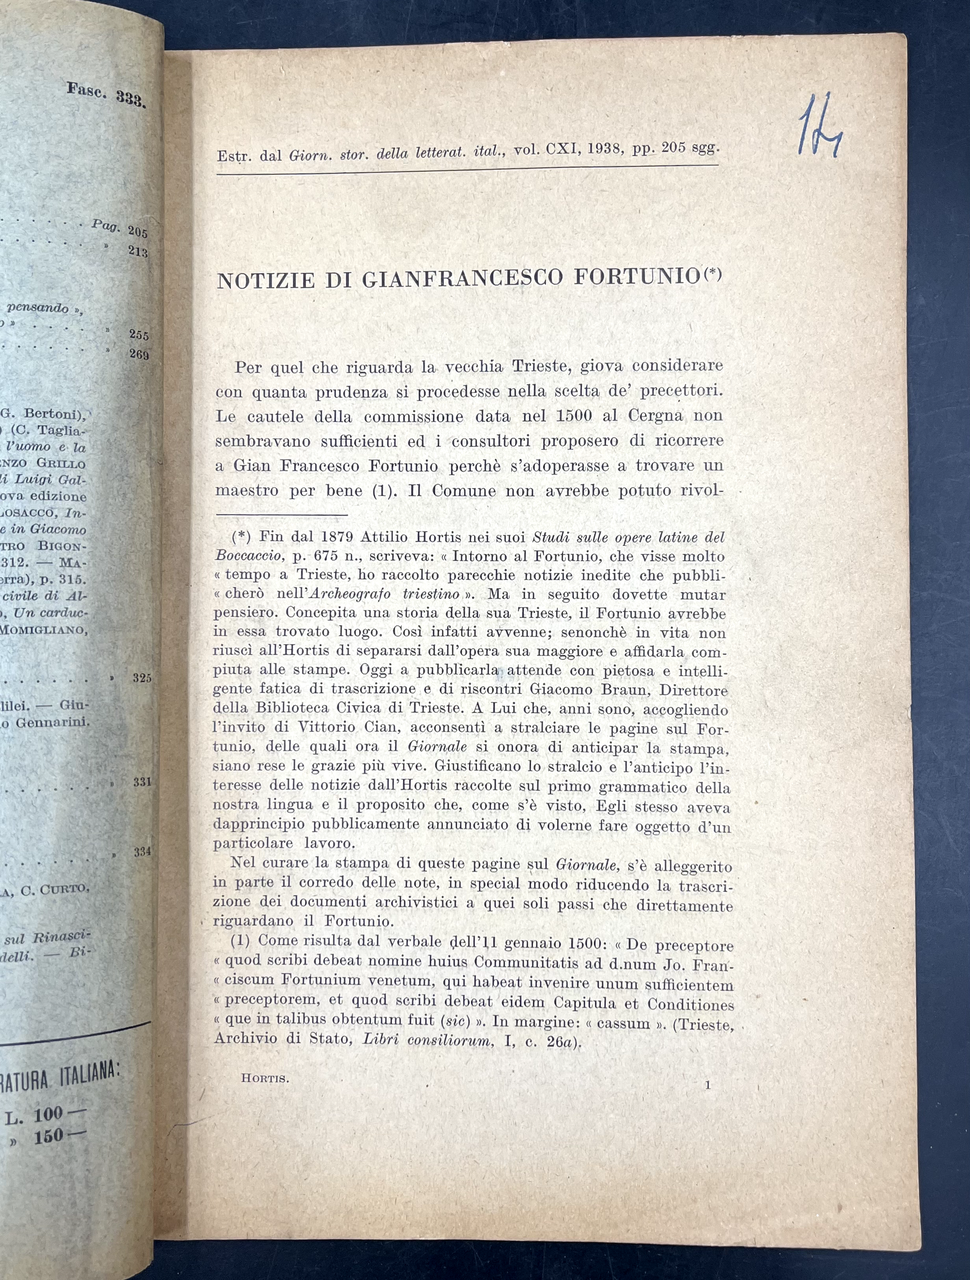 Fasc. 333.
Pag. 205
» 213
pensando »,
o »
» 255
» 269
G. Bertoni),
) (C. Taglia-
l'uomo e la
NZO GRILLO
di Luigi Gal-
ova edizione
LOSACCO, In-
e in Giacomo
TRO BIGON-
312. — MA-
erra), p. 315.
civile di Al-
o, Un carduc-
MOMIGLIANO,
» 325
lilei. — Giu-
o Gennarini.
» 331
» 334
A, C. CURTO,
sul Rinasci-
delli. — Bi-
RATURA ITALIANA:
L. 100 —
» 150 —
14
Estr. dal Giorn. stor. della letterat. ital., vol. CXI, 1938, pp. 205 sgg.
NOTIZIE DI GIANFRANCESCO FORTUNIO(*)
Per quel che riguarda la vecchia Trieste, giova considerare
con quanta prudenza si procedesse nella scelta de' precettori.
Le cautele della commissione data nel 1500 al Cergna non
sembravano sufficienti ed i consultori proposero di ricorrere
a Gian Francesco Fortunio perchè s'adoperasse a trovare un
maestro per bene (1). Il Comune non avrebbe potuto rivol-
(*) Fin dal 1879 Attilio Hortis nei suoi Studi sulle opere latine del
Boccaccio, p. 675 n., scriveva: « Intorno al Fortunio, che visse molto
« tempo a Trieste, ho raccolto parecchie notizie inedite che pubbli-
« cherò nell'Archeografo triestino ». Ma in seguito dovette mutar
pensiero. Concepita una storia della sua Trieste, il Fortunio avrebbe
in essa trovato luogo. Così infatti avvenne; senonchè in vita non
riuscì all'Hortis di separarsi dall'opera sua maggiore e affidarla com-
piuta alle stampe. Oggi a pubblicarla attende con pietosa e intelli-
gente fatica di trascrizione e di riscontri Giacomo Braun, Direttore
della Biblioteca Civica di Trieste. A Lui che, anni sono, accogliendo
l'invito di Vittorio Cian, acconsentì a stralciare le pagine sul For-
tunio, delle quali ora il Giornale si onora di anticipar la stampa,
siano rese le grazie più vive. Giustificano lo stralcio e l'anticipo l'in-
teresse delle notizie dall'Hortis raccolte sul primo grammatico della
nostra lingua e il proposito che, come s'è visto, Egli stesso aveva
dapprincipio pubblicamente annunciato di volerne fare oggetto d'un
particolare lavoro.
Nel curare la stampa di queste pagine sul Giornale, s'è alleggerito
in parte il corredo delle note, in special modo riducendo la trascri-
zione dei documenti archivistici a quei soli passi che direttamente
riguardano il Fortunio.
(1) Come risulta dal verbale dell'11 gennaio 1500: « De preceptore
« quod scribi debeat nomine huius Communitatis ad d.num Jo. Fran-
« ciscum Fortunium venetum, qui habeat invenire unum sufficientem
« preceptorem, et quod scribi debeat eidem Capitula et Conditiones
« que in talibus obtentum fuit (sic) ». In margine: « cassum ». (Trieste,
Archivio di Stato, Libri consiliorum, I, c. 26a).
HORTIS.
1